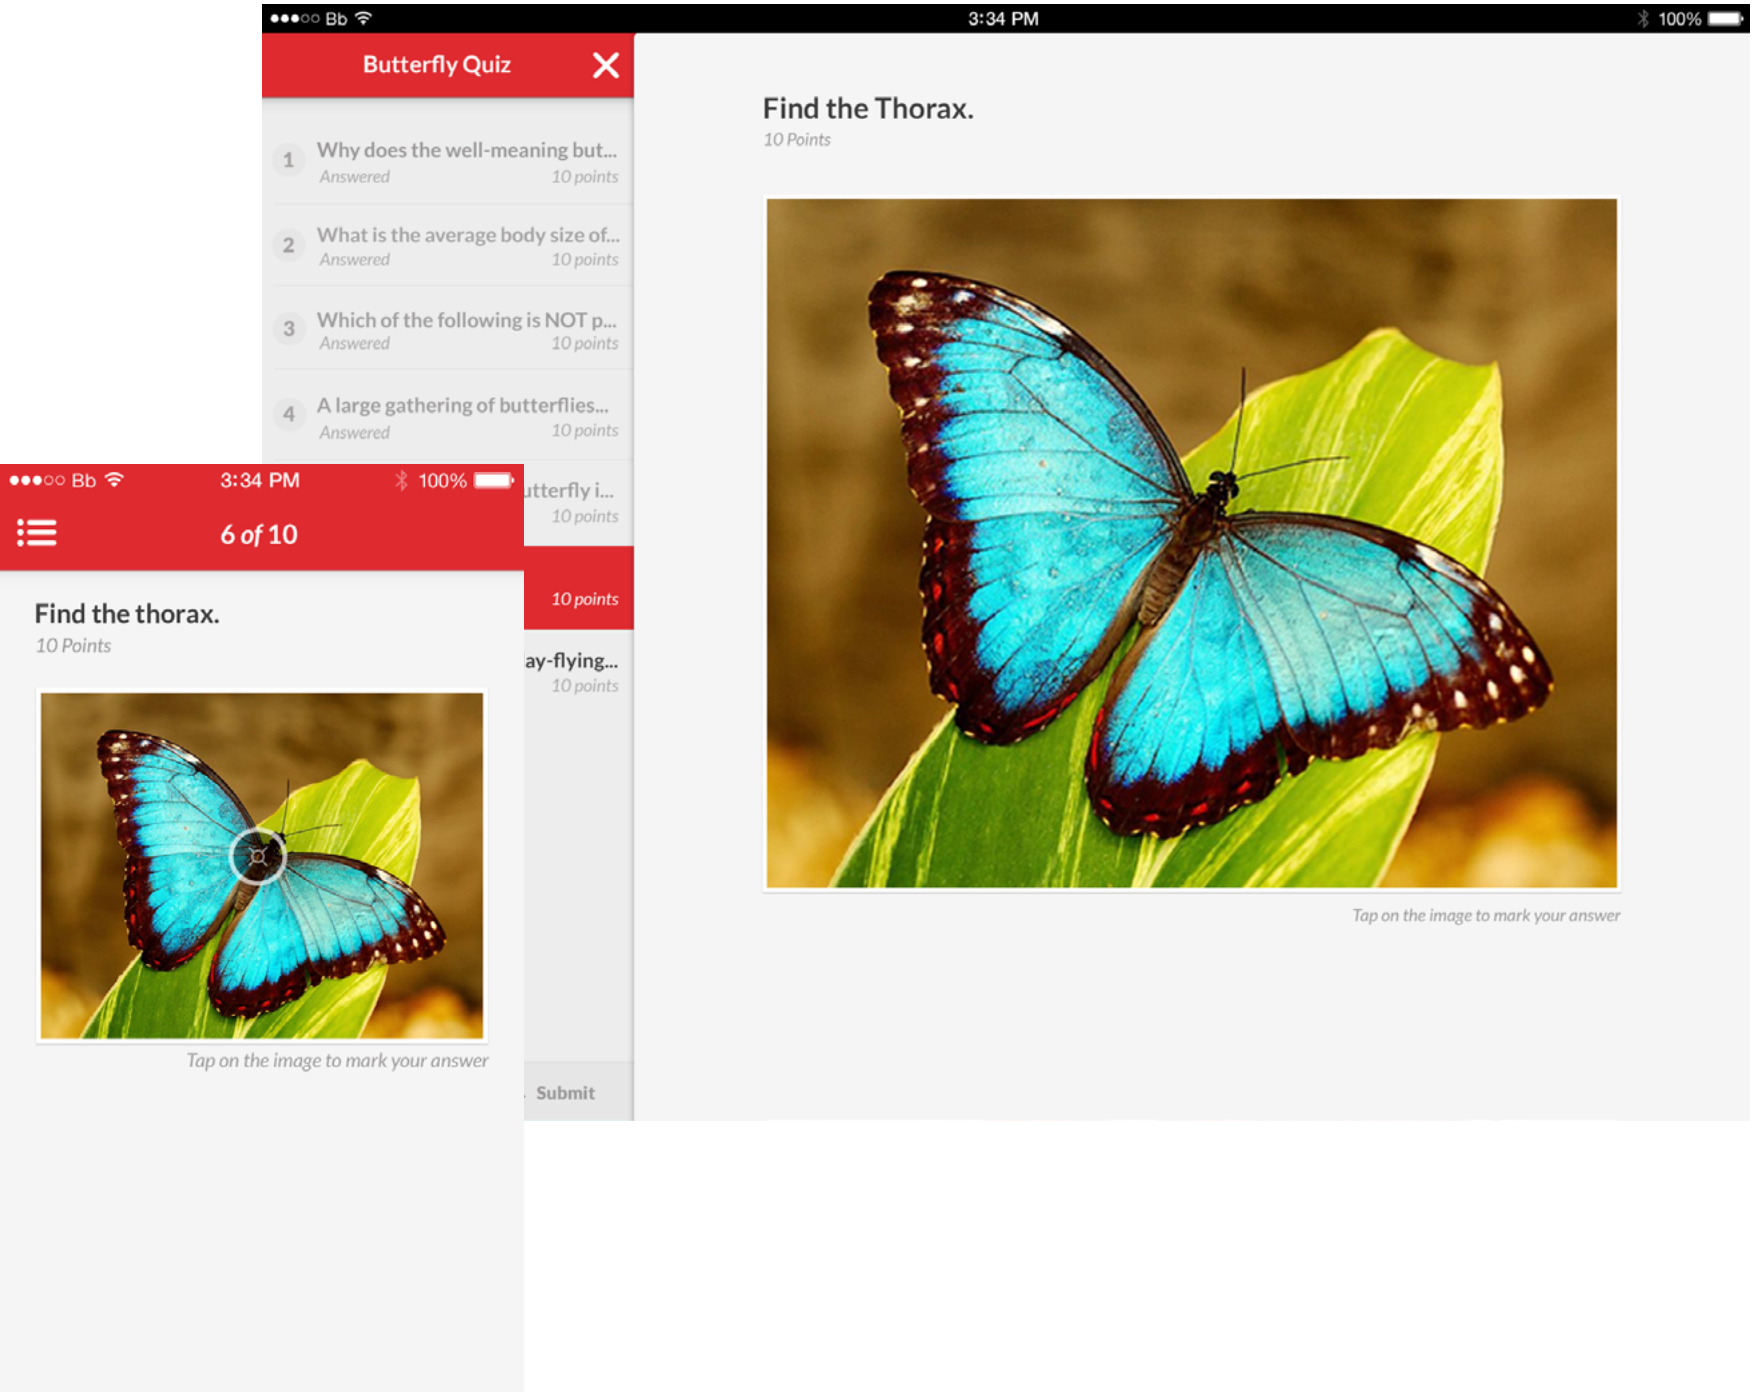 Bb 3:34 PM 100%
Butterfly Quiz
1 Why does the well-meaning but...
Answered 10 points
2 What is the average body size of...
Answered 10 points
3 Which of the following is NOT p...
Answered 10 points
4 A large gathering of butterflies...
Answered 10 points
utterfly i...
10 points
10 points
ay-flying...
10 points
Submit
Find the Thorax.
10 Points
Tap on the image to mark your answer
Bb 3:34 PM 100%
6 of 10
Find the thorax.
10 Points
Tap on the image to mark your answer